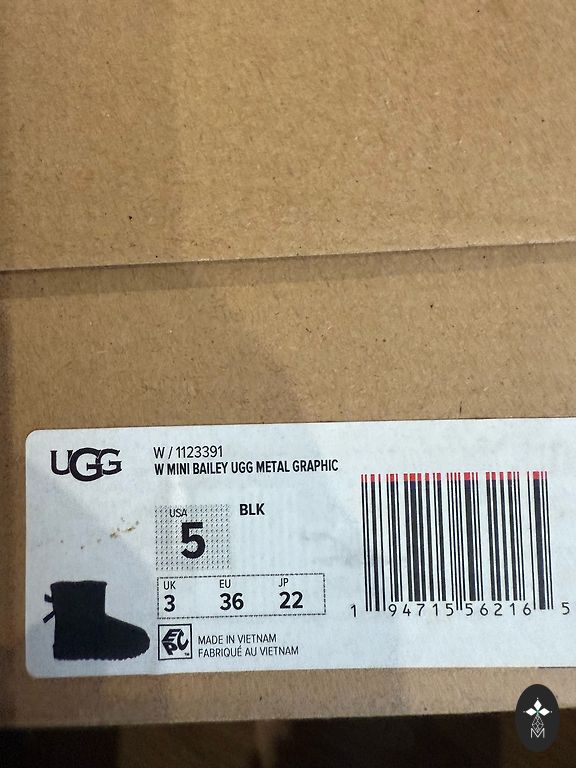 UGG
W / 1123391
W MINI BAILEY UGG METAL GRAPHIC
BLK
USA
5
UK EU JP
3 36 22
1 94715 56216 5
EPC™
MADE IN VIETNAM
FABRIQUÉ AU VIETNAM
M